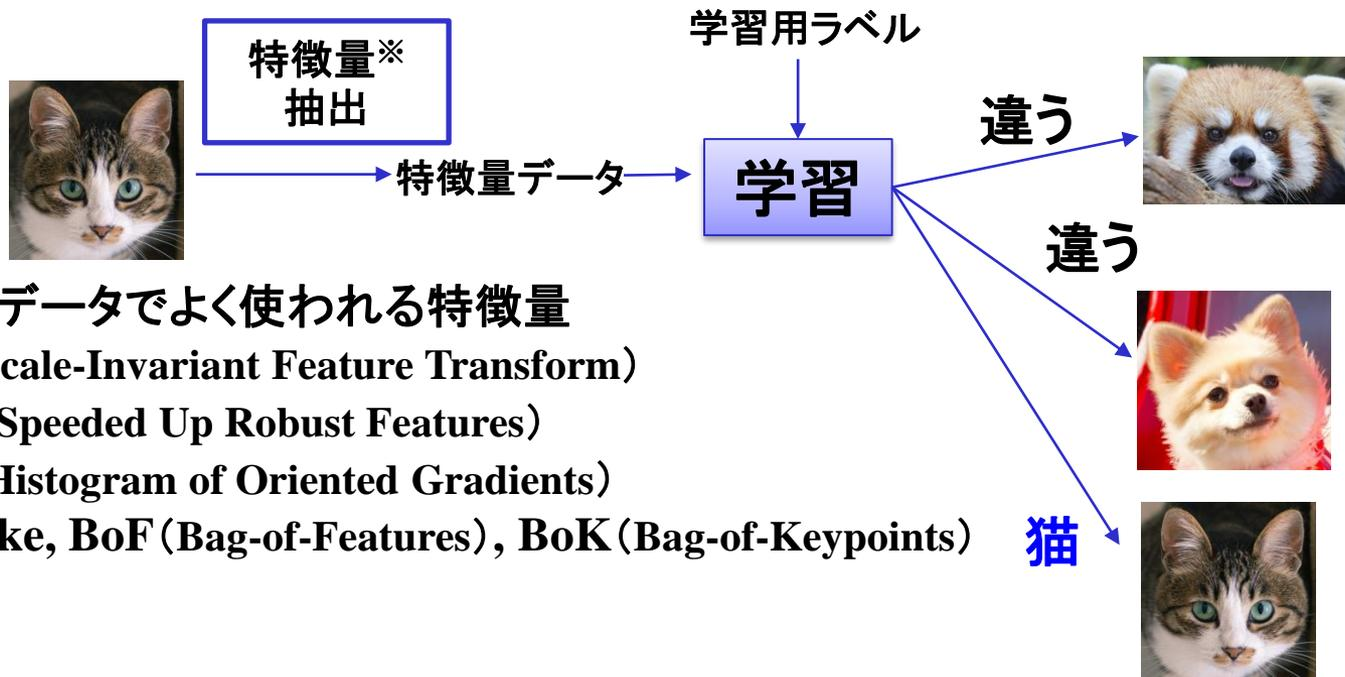 学習用ラベル
特徴量※
抽出
特徴量データ
学習
違う
違う
データでよく使われる特徴量
cale-Invariant Feature Transform）
Speeded Up Robust Features）
Histogram of Oriented Gradients）
ke, BoF（Bag-of-Features）, BoK（Bag-of-Keypoints）
猫